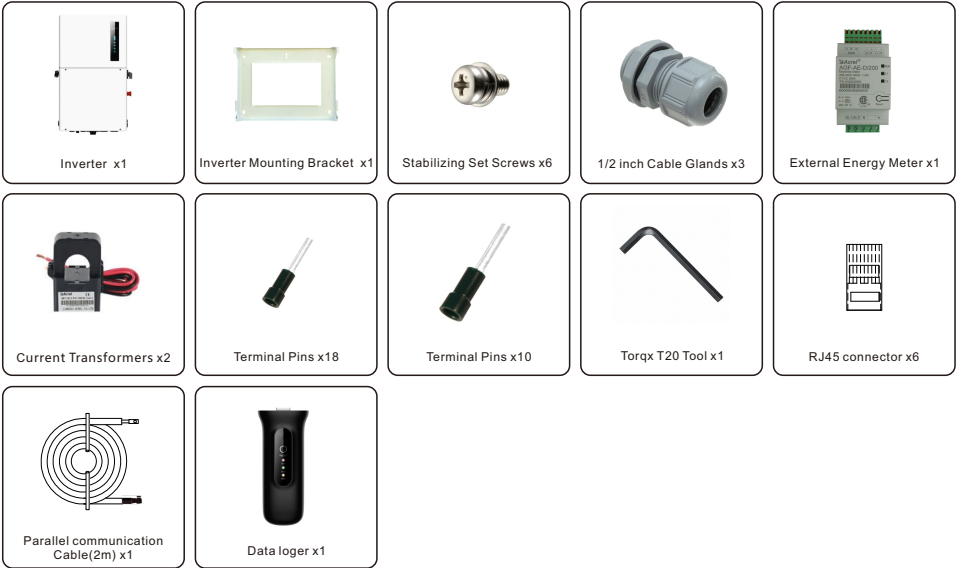 Inverter x1
Inverter Mounting Bracket x1
Stabilizing Set Screws x6
1/2 inch Cable Glands x3
External Energy Meter x1
Current Transformers x2
Terminal Pins x18
Terminal Pins x10
Torqx T20 Tool x1
RJ45 connector x6
Parallel communication
Cable(2m) x1
Data loger x1